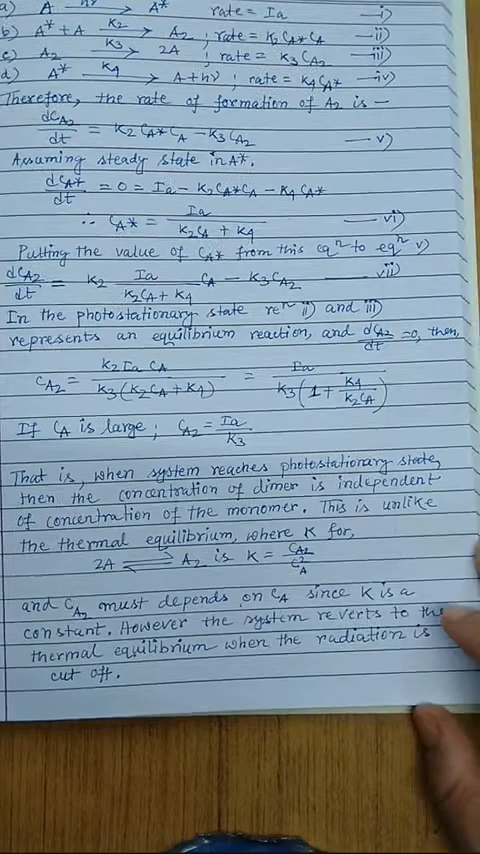 a) A hν→ A* rate = Ia —i)
b) A* + A K2→ A2 ; rate = K2 CA* CA —ii)
c) A2 K3→ 2A ; rate = K3 CA2 —iii)
d) A* K4→ A + hν ; rate = K4 CA* —iv)
Therefore, the rate of formation of A2 is —
dCA2/dt = K2 CA* CA - K3 CA2 —v)
Assuming steady state in A*.
dCA*/dt = 0 = Ia - K2 CA* CA - K4 CA*
∴ CA* = Ia/(K2 CA + K4) —vi)
Putting the value of CA* from this eqn to eqn v)
dCA2/dt = K2 Ia/(K2 CA + K4) CA - K3 CA2 —vii)
In the photostationary state ren ii) and iii)
represents an equilibrium reaction, and dCA2/dt = 0, then,
CA2 = K2 Ia CA/(K3 (K2 CA + K4)) = Ia/(K3 (1 + K4/(K2 CA)))
If CA is large; CA2 = Ia/K3.
That is, when system reaches photostationary state,
then the concentration of dimer is independent
of concentration of the monomer. This is unlike
the thermal equilibrium, where K for,
2A ⇌ A2 is K = CA2/C²A
and CA2 must depends on CA since K is a
constant. However the system reverts to the
thermal equilibrium when the radiation is
cut off.